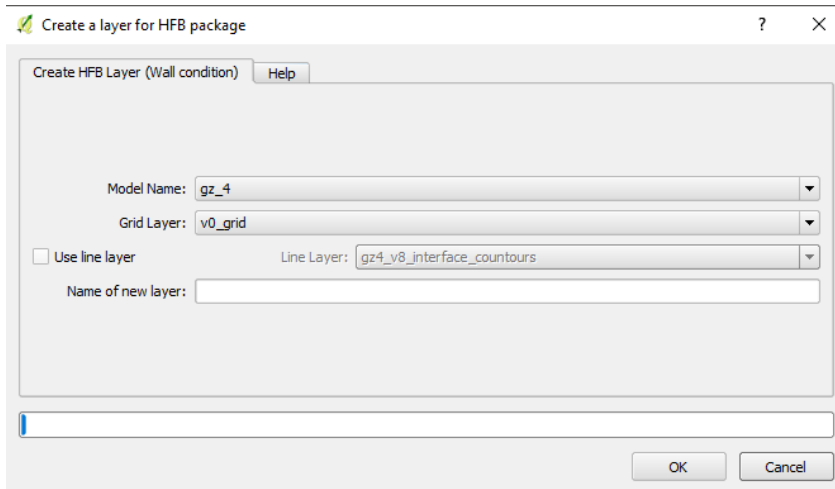 Create a layer for HFB package ? ×
Create HFB Layer (Wall condition) Help
Model Name: gz_4
Grid Layer: v0_grid
Use line layer Line Layer: gz4_v8_interface_countours
Name of new layer:
OK Cancel